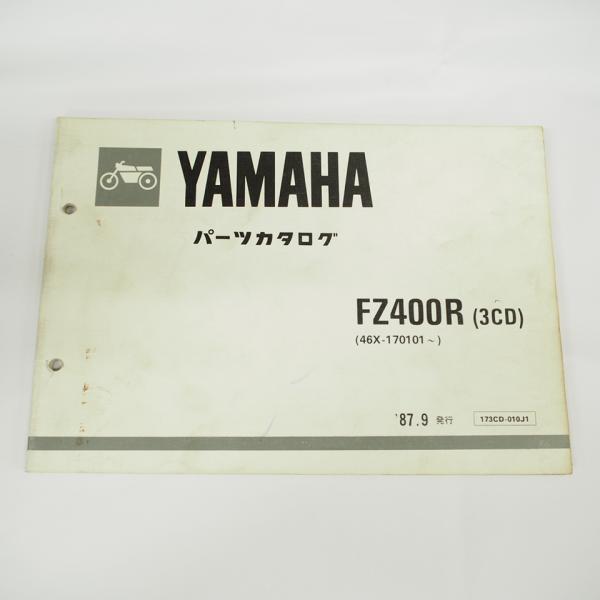 YAMAHA
パーツカタログ
FZ400R (3CD)
(46X-170101~)
'87.9 発行
173CD-010J1